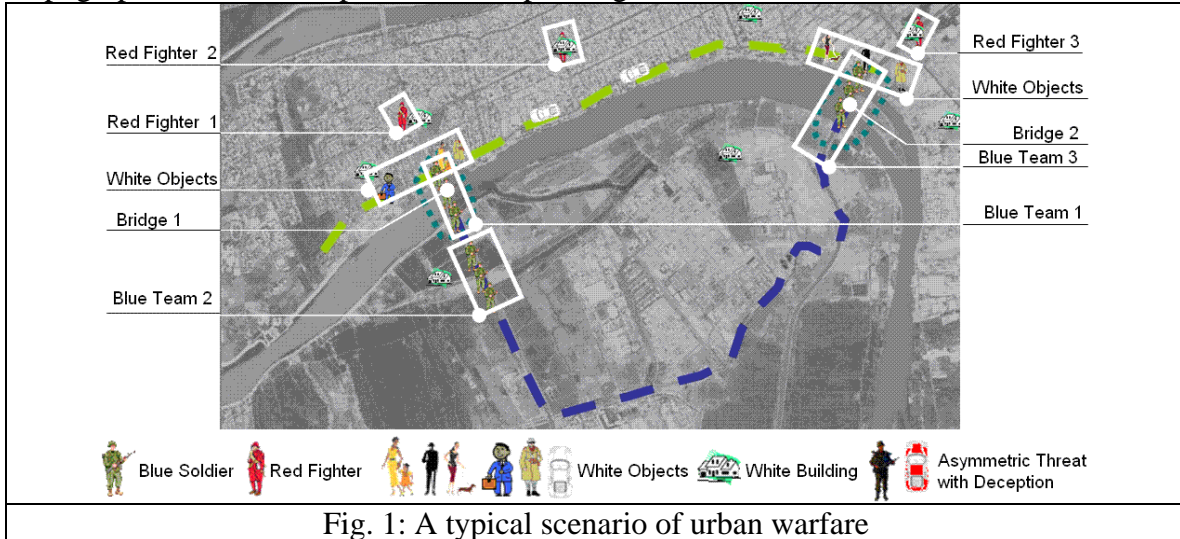 Red Fighter 2
Red Fighter 1
White Objects
Bridge 1
Blue Team 2
Red Fighter 3
White Objects
Bridge 2
Blue Team 3
Blue Team 1
Blue Soldier
Red Fighter
White Objects
White Building
Asymmetric Threat
with Deception
Fig. 1: A typical scenario of urban warfare